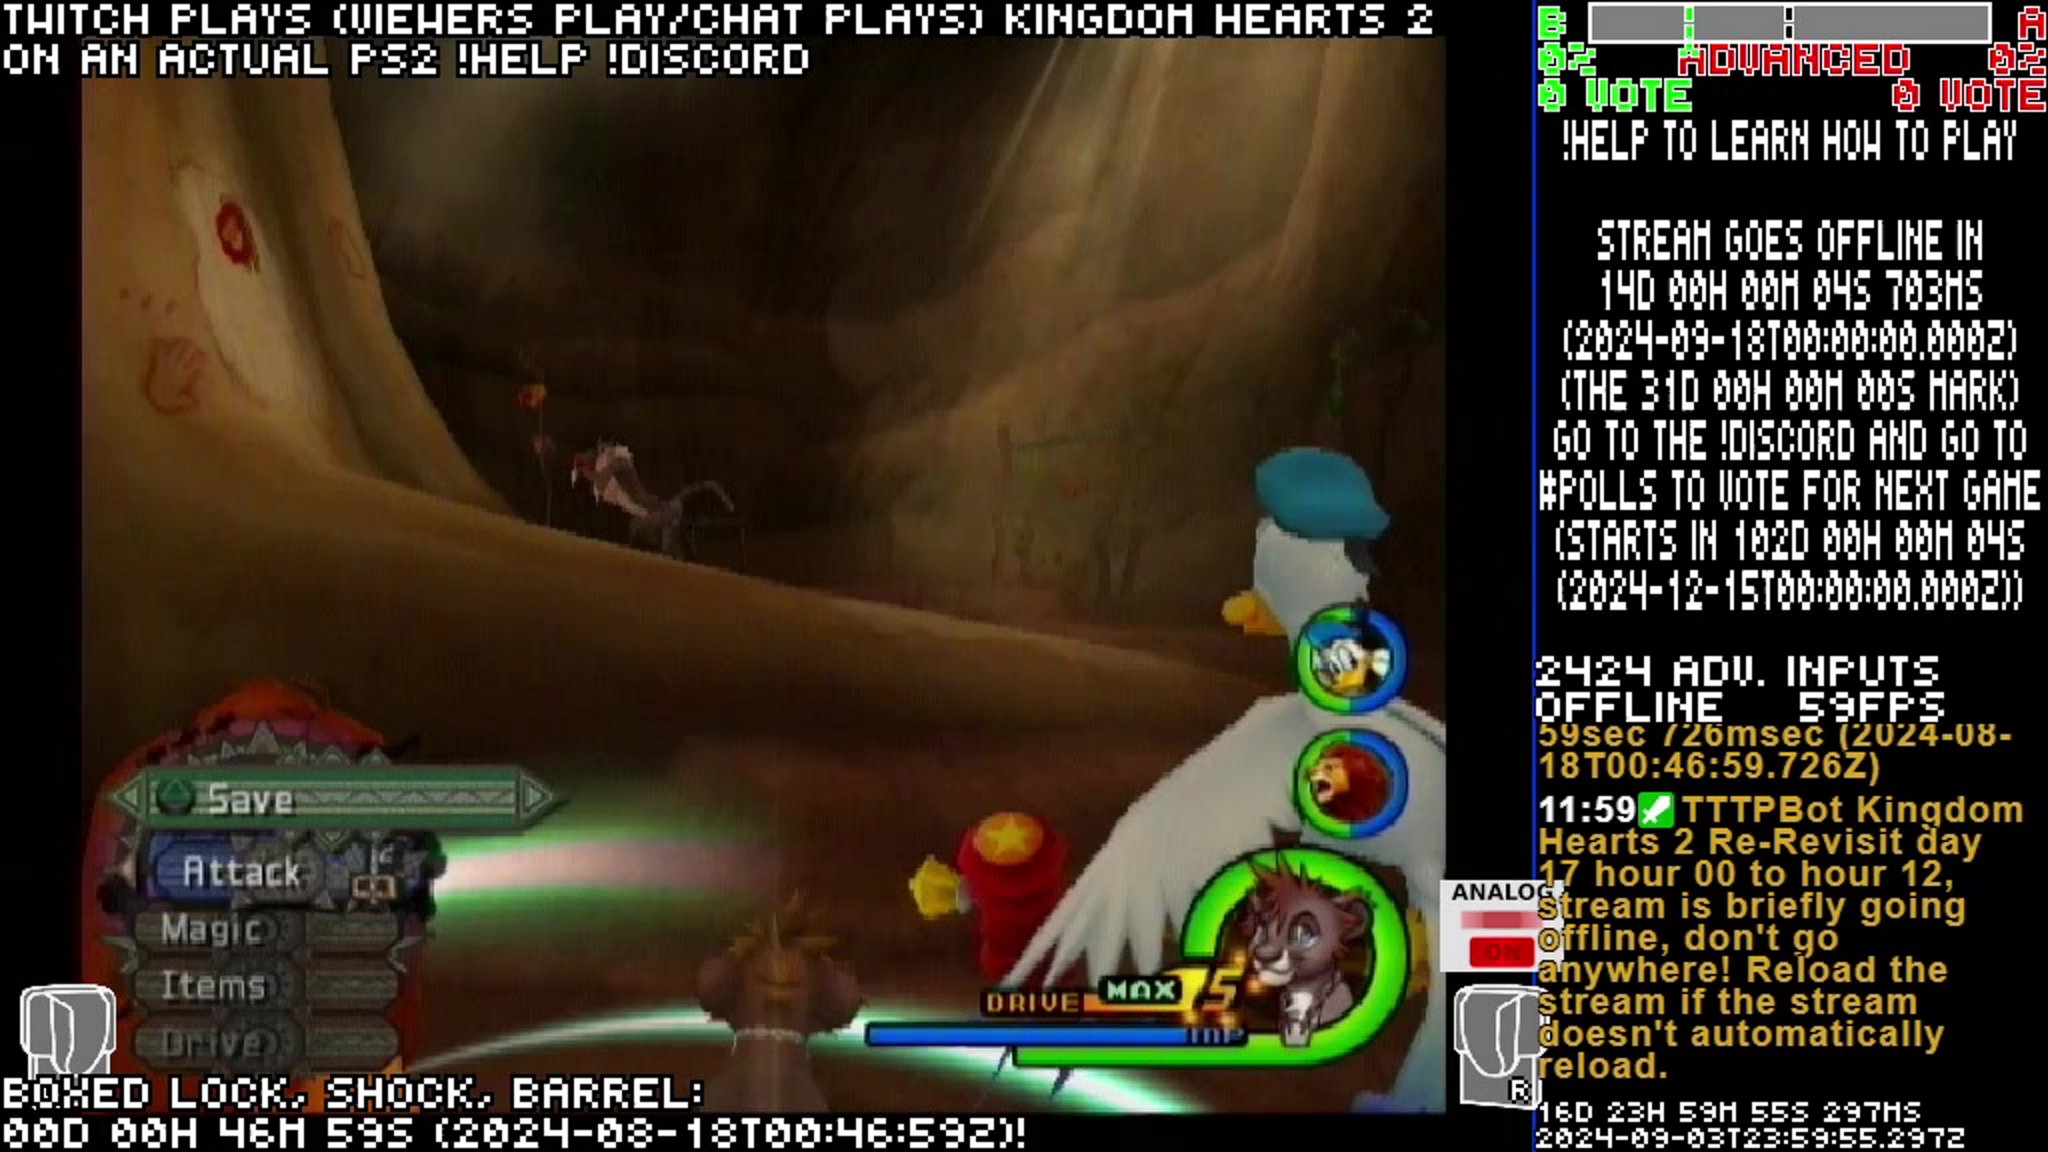 TWITCH PLAYS (VIEWERS PLAY/CHAT PLAYS) KINGDOM HEARTS 2
ON AN ACTUAL PS2 !HELP !DISCORD
Save
Attack
Magic
Items
Drive
DRIVE MAX 5
MP
BOXED LOCK, SHOCK, BARREL:
00D 00H 46M 59S (2024-08-18T00:46:59Z)!
ANALOG
ON
R
B A
0% ADVANCED 0%
0 VOTE 0 VOTE
!HELP TO LEARN HOW TO PLAY
STREAM GOES OFFLINE IN
14D 00H 00M 04S 703MS
(2024-09-18T00:00:00.000Z)
(THE 31D 00H 00M 00S MARK)
GO TO THE !DISCORD AND GO TO
#POLLS TO VOTE FOR NEXT GAME
(STARTS IN 102D 00H 00M 04S
(2024-12-15T00:00:00.000Z))
2424 ADV. INPUTS
OFFLINE 59FPS
59sec 726msec (2024-08-
18T00:46:59.726Z)
11:59 TTTPBot Kingdom
Hearts 2 Re-Revisit day
17 hour 00 to hour 12,
stream is briefly going
offline, don't go
anywhere! Reload the
stream if the stream
doesn't automatically
reload.
16D 23H 59M 55S 297MS
2024-09-03T23:59:55.297Z